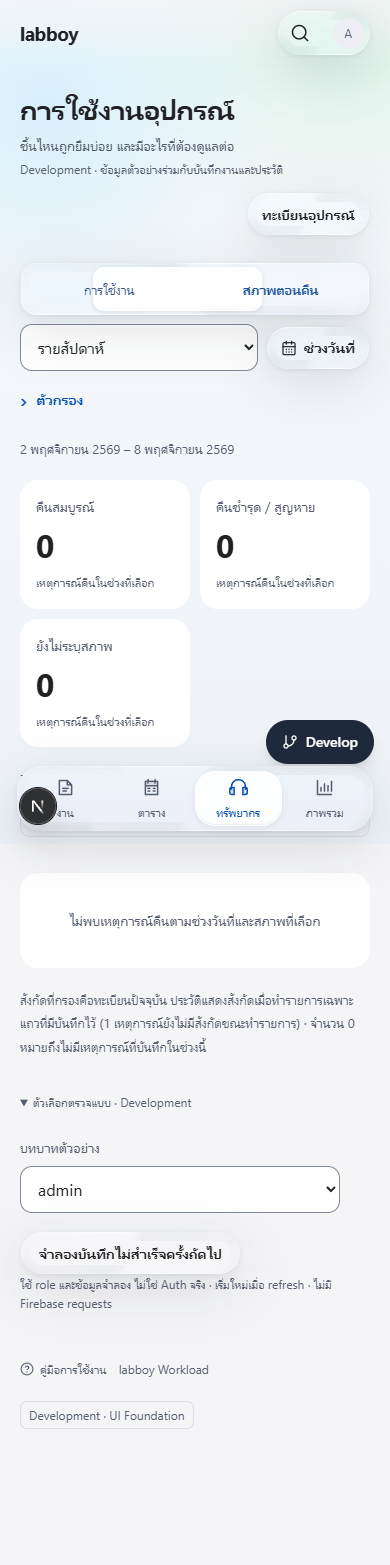 labboy
A
การใช้งานอุปกรณ์
ชิ้นไหนถูกยืมบ่อย และมีอะไรที่ต้องดูแลต่อ
Development · ข้อมูลตัวอย่างร่วมกับบันทึกงานและประวัติ
ทะเบียนอุปกรณ์
การใช้งาน
สภาพตอนคืน
รายสัปดาห์
ช่วงวันที่
ตัวกรอง
2 พฤศจิกายน 2569 – 8 พฤศจิกายน 2569
คืนสมบูรณ์
0
เหตุการณ์คืนในช่วงที่เลือก
คืนชำรุด / สูญหาย
0
เหตุการณ์คืนในช่วงที่เลือก
ยังไม่ระบุสภาพ
0
เหตุการณ์คืนในช่วงที่เลือก
Develop
N
งาน
ตาราง
ทรัพยากร
ภาพรวม
ไม่พบเหตุการณ์คืนตามช่วงวันที่และสภาพที่เลือก
สังกัดที่กรองคือทะเบียนปัจจุบัน ประวัติแสดงสังกัดเมื่อทำรายการเฉพาะ
แถวที่มีบันทึกไว้ (1 เหตุการณ์ยังไม่มีสังกัดขณะทำรายการ) · จำนวน 0
หมายถึงไม่มีเหตุการณ์ที่บันทึกในช่วงนี้
▼ ตัวเลือกตรวจแบบ · Development
บทบาทตัวอย่าง
admin
จำลองบันทึกไม่สำเร็จครั้งถัดไป
ใช้ role และข้อมูลจำลอง ไม่ใช่ Auth จริง · เริ่มใหม่เมื่อ refresh · ไม่มี
Firebase requests
คู่มือการใช้งาน
labboy Workload
Development · UI Foundation